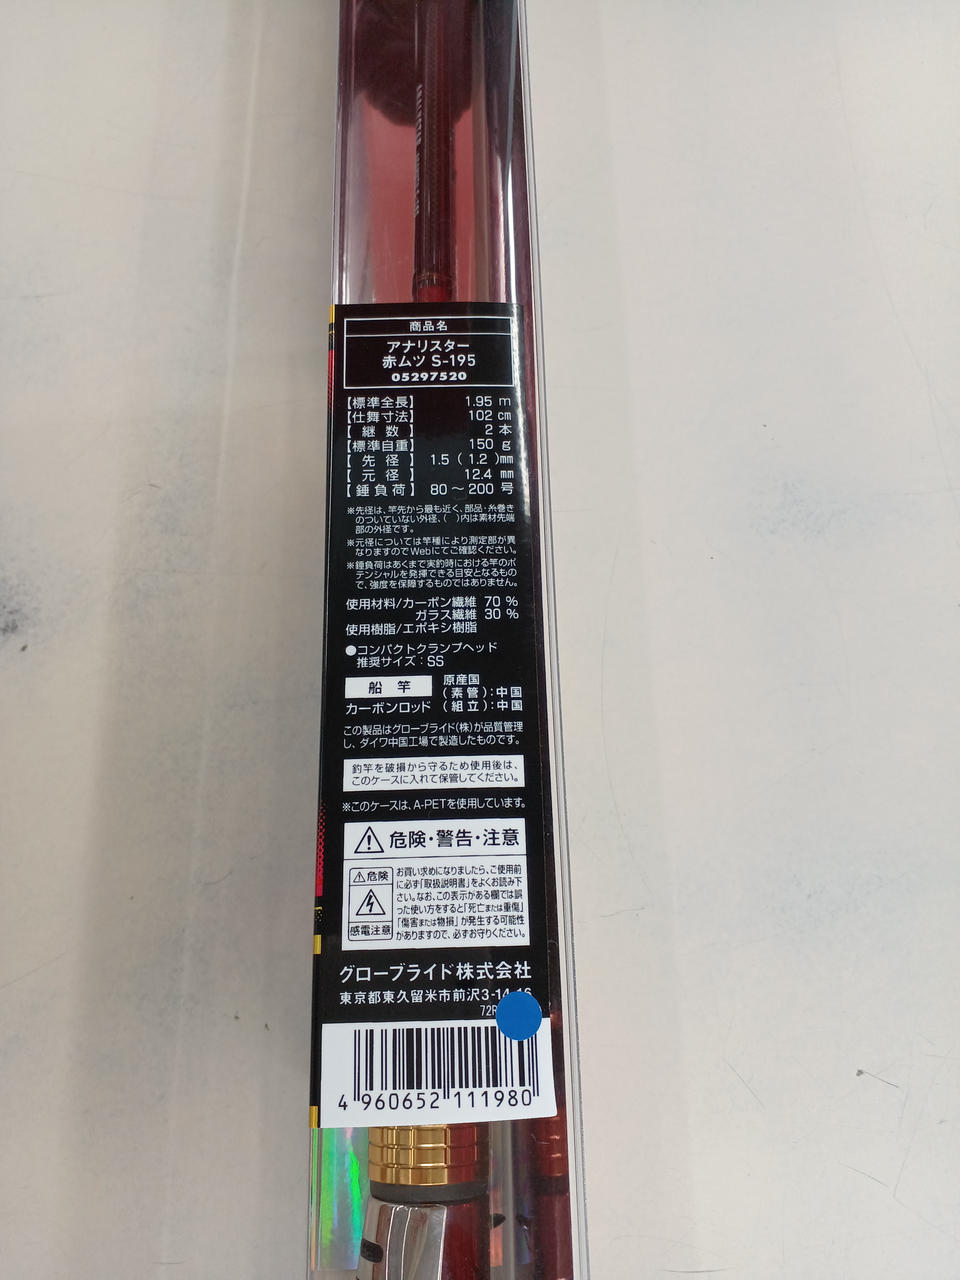 商品名
アナリスター
赤ムツ S-195
05297520
【標準全長】 1.95 m
【仕舞寸法】 102 cm
【継数】 2 本
【標準自重】 150 g
【先径】 1.5 ( 1.2 )mm
【元径】 12.4 mm
【錘負荷】 80～200 号
※先径は、竿先から最も近く、部品・糸巻き
のついていない外径、( )内は素材先端
部の外径です。
※元径については竿種により測定部が異
なりますのでWebにてご確認ください。
※錘負荷はあくまで実釣時における竿のポ
テンシャルを発揮できる目安となるもの
で、強度を保障するものではありません。
使用材料/カーボン繊維 70 %
ガラス繊維 30 %
使用樹脂/エポキシ樹脂
●コンパクトクランプヘッド
推奨サイズ：SS
船竿
カーボンロッド
原産国
(素管):中国
(組立):中国
この製品はグローブライド(株)が品質管理
し、ダイワ中国工場で製造したものです。
釣竿を破損から守るため使用後は、
このケースに入れて保管してください。
※このケースは、A-PETを使用しています。
危険・警告・注意
危険
感電注意
お買い求めになりましたら、ご使用前
に必ず「取扱説明書」をよくお読み下
さい。なお、この表示がある欄では誤
った使い方をすると「死亡または重傷」
「傷害または物損」が発生する可能性
がありますので、必ずお守りください。
グローブライド株式会社
東京都東久留米市前沢3-14-16
4 960652 111980